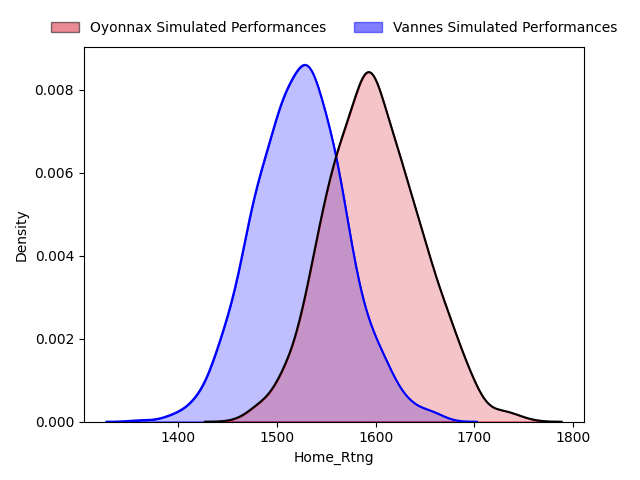 Oyonnax Simulated Performances Vannes Simulated Performances
0.008
0.006
0.004
0.002
0.000
Density
1400 1500 1600 1700 1800
Home_Rtng